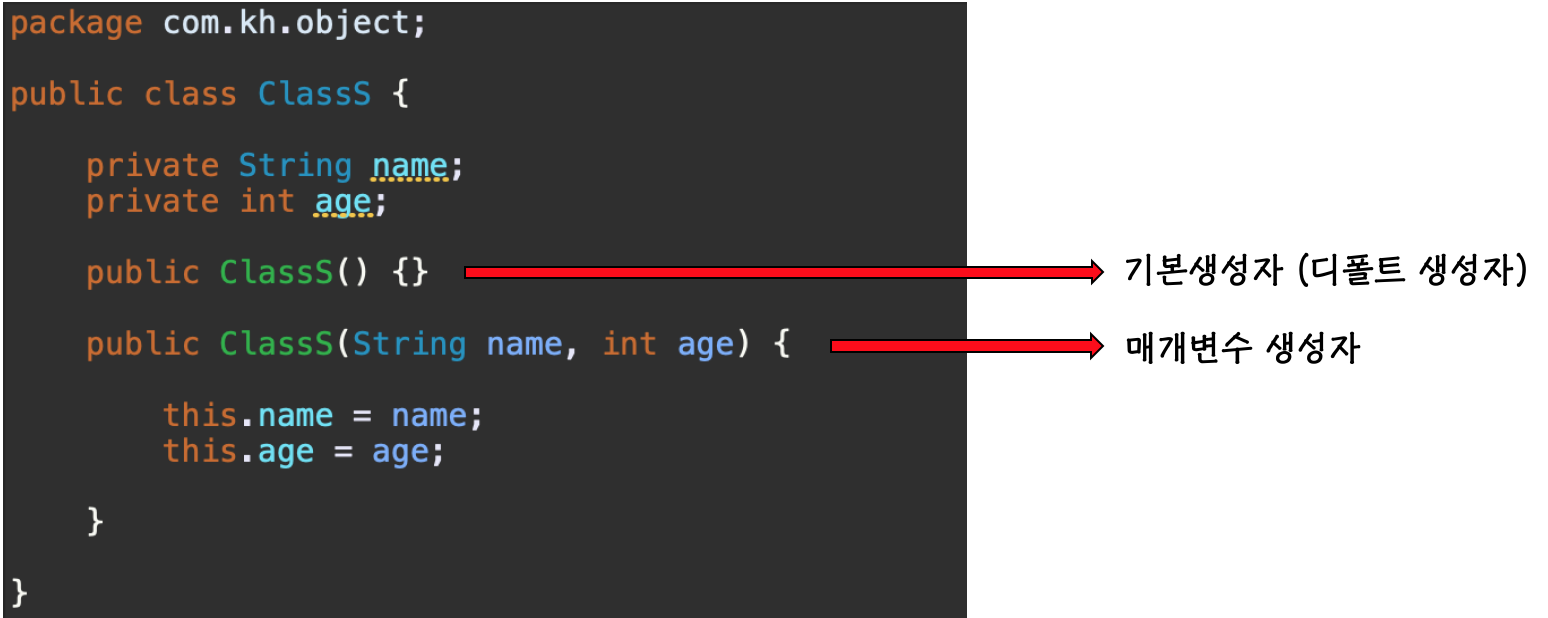 package com.kh.object;
public class ClassS {
private String name;
private int age;
public ClassS() {}
기본생성자 (디폴트 생성자)
public ClassS(String name, int age) {
매개변수 생성자
this.name = name;
this.age = age;
}
}